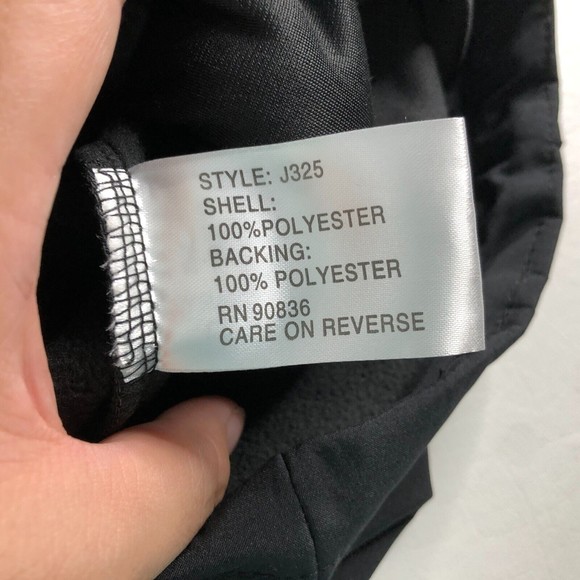 STYLE: J325
SHELL:
100%POLYESTER
BACKING:
100% POLYESTER
RN 90836
CARE ON REVERSE